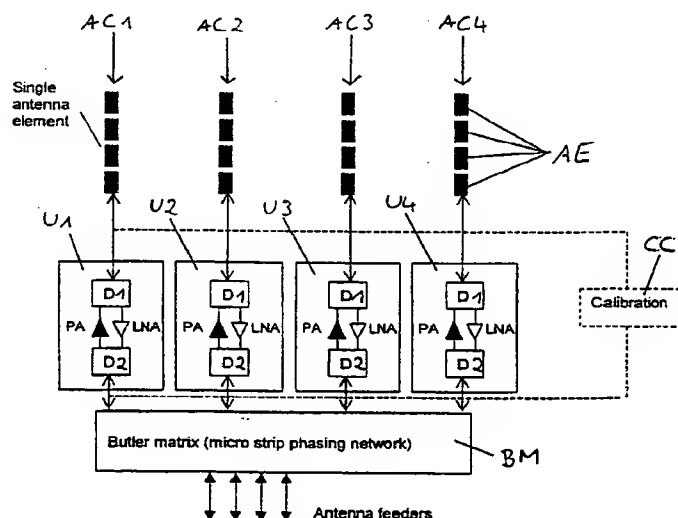 AC1 AC2 AC3 AC4
Single
antenna
element
AE
U1 U2 U3 U4
CC
D1 D1 D1 D1
Calibration
PA LNA PA LNA PA LNA PA LNA
D2 D2 D2 D2
Butler matrix (micro strip phasing network)
BM
Antenna feeders